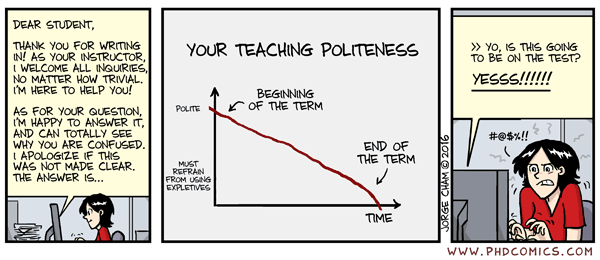 DEAR STUDENT,
THANK YOU FOR WRITING
IN! AS YOUR INSTRUCTOR,
I WELCOME ALL INQUIRIES,
NO MATTER HOW TRIVIAL.
I'M HERE TO HELP YOU!
AS FOR YOUR QUESTION,
I'M HAPPY TO ANSWER IT,
AND CAN TOTALLY SEE
WHY YOU ARE CONFUSED.
I APOLOGIZE IF THIS
WAS NOT MADE CLEAR.
THE ANSWER IS...
YOUR TEACHING POLITENESS
POLITE
BEGINNING
OF THE TERM
END OF
THE TERM
MUST
REFRAIN
FROM USING
EXPLETIVES
TIME
JORGE CHAM © 2016
>> YO, IS THIS GOING
TO BE ON THE TEST?
YESSS!!!!!!
#@$%!!
WWW.PHDCOMICS.COM